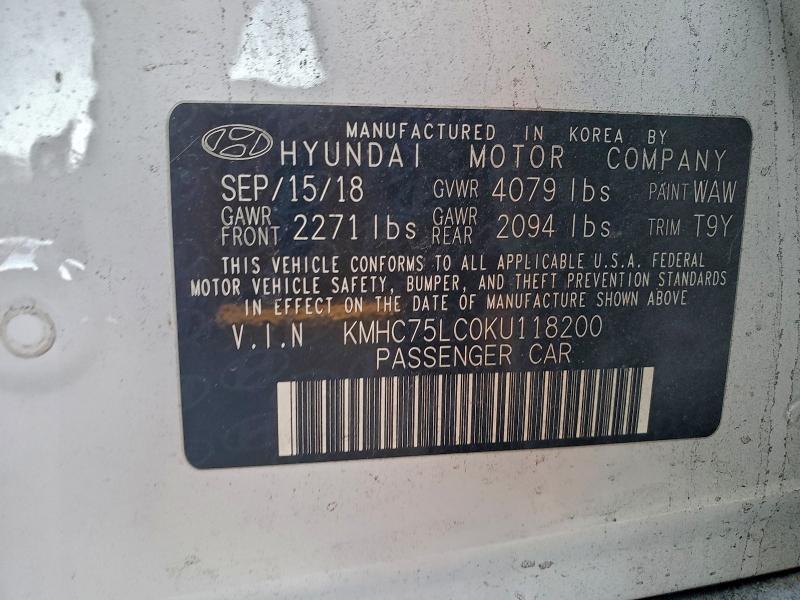 MANUFACTURED IN KOREA BY
HYUNDAI MOTOR COMPANY
SEP/15/18 GVWR 4079 lbs PAINT WAW
GAWR FRONT 2271 lbs GAWR REAR 2094 lbs TRIM T9Y
THIS VEHICLE CONFORMS TO ALL APPLICABLE U.S.A. FEDERAL
MOTOR VEHICLE SAFETY, BUMPER, AND THEFT PREVENTION STANDARDS
IN EFFECT ON THE DATE OF MANUFACTURE SHOWN ABOVE
V.I.N KMHC75LC0KU118200
PASSENGER CAR